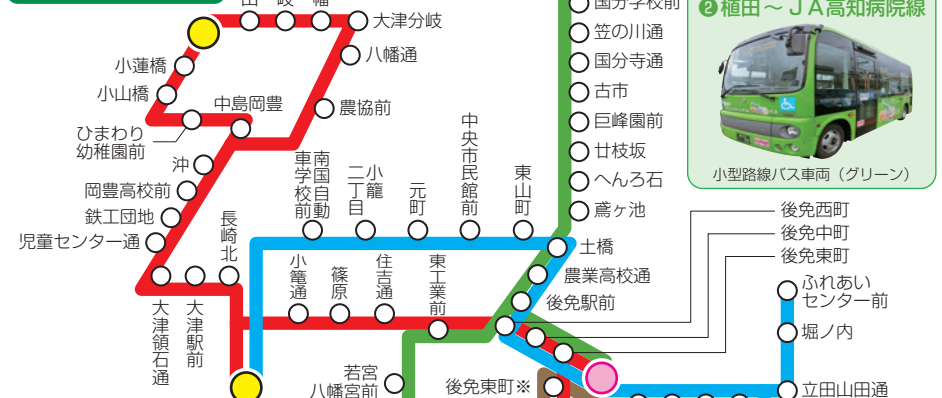 大津分岐
八幡通
小蓮橋
小山橋
中島岡豊
農協前
ひまわり
幼稚園前
沖
岡豊高校前
鉄工団地
児童センター通
長崎北
大津領石通
大津駅前
南国自動
車学校前
小籠
二丁目
元町
中央市民館前
東山町
小籠通
篠原
住吉通
東工業前
笠の川通
国分寺通
古市
巨峰園前
廿枝坂
へんろ石
蔦ヶ池
土橋
農業高校通
後免駅前
若宮
八幡宮前
後免東町※
❷植田～ＪＡ高知病院線
小型路線バス車両（グリーン）
後免西町
後免中町
後免東町
ふれあい
センター前
堀ノ内
立田山田通